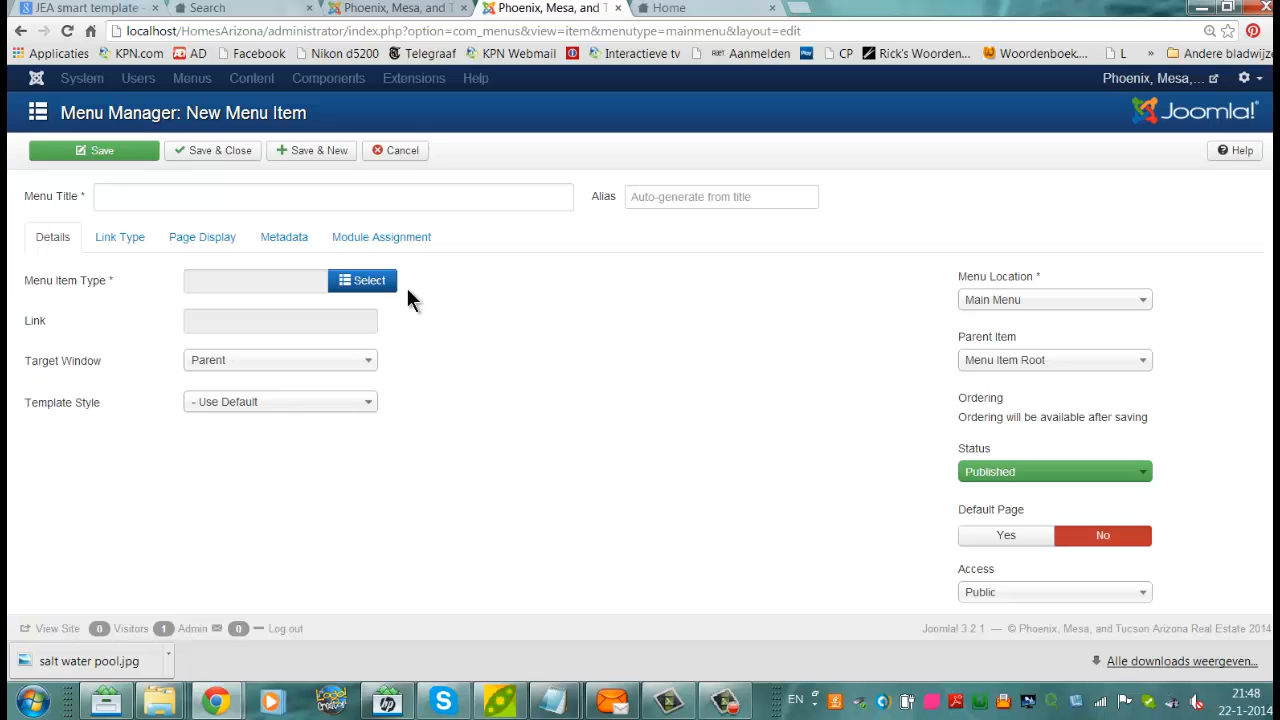 JEA smart template - Search Phoenix, Mesa, and T Phoenix, Mesa, and T Home
localhost/HomesArizona/administrator/index.php?option=com_menus&view=item&menutype=mainmenu&layout=edit
Applicaties KPN.com AD Facebook Nikon d5200 Telegraaf KPN Webmail Interactieve tv Aanmelden CP Rick's Woorden... Woordenboek.... L » Andere bladwijze
System Users Menus Content Components Extensions Help Phoenix, Mesa,...
Menu Manager: New Menu Item Joomla!
Save Save & Close Save & New Cancel Help
Menu Title * Alias Auto-generate from title
Details Link Type Page Display Metadata Module Assignment
Menu Item Type * Select Menu Location *
Main Menu
Link
Parent Item
Target Window Parent Menu Item Root
Template Style - Use Default Ordering
Ordering will be available after saving
Status
Published
Default Page
Yes No
Access
Public
View Site 0 Visitors 1 Admin 0 Log out Joomla! 3.2.1 — © Phoenix, Mesa, and Tucson Arizona Real Estate 2014
salt water pool.jpg Alle downloads weergeven...
EN 21:48
22-1-2014